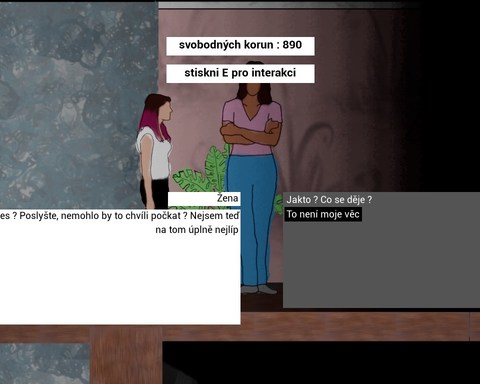 svobodných korun : 890
stiskni E pro interakci
Žena
es ? Poslyšte, nemohlo by to chvíli počkat ? Nejsem teď
na tom úplně nejlíp
Jakto ? Co se děje ?
To není moje věc